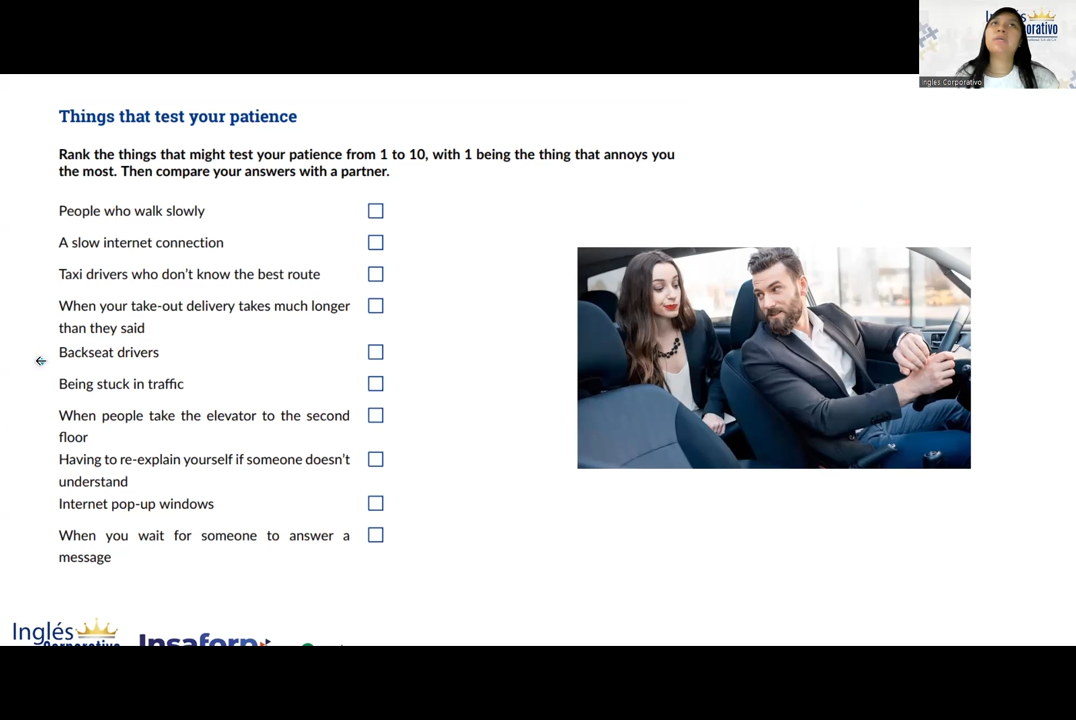 Inglés
orativo
Ingles Corporativo
Things that test your patience
Rank the things that might test your patience from 1 to 10, with 1 being the thing that annoys you
the most. Then compare your answers with a partner.
People who walk slowly
A slow internet connection
Taxi drivers who don't know the best route
When your take-out delivery takes much longer
than they said
Backseat drivers
Being stuck in traffic
When people take the elevator to the second
floor
Having to re-explain yourself if someone doesn't
understand
Internet pop-up windows
When you wait for someone to answer a
message
Inglés
Corporativo
Insaforp